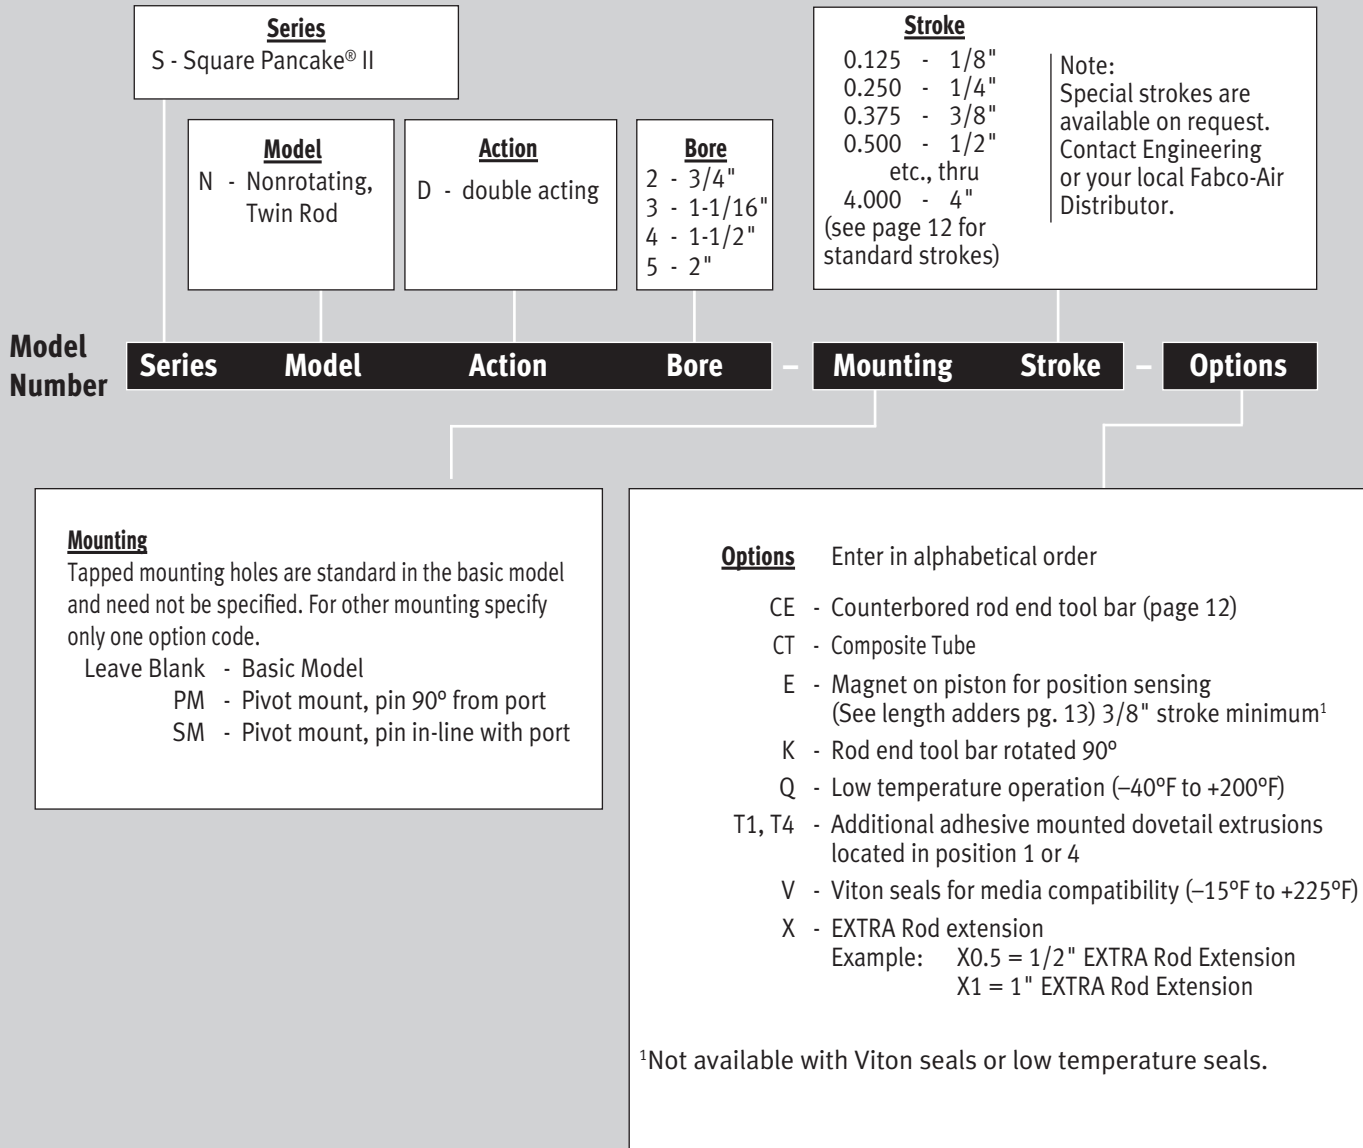 Series
S - Square Pancake® II
Stroke
0.125 - 1/8"
0.250 - 1/4"
0.375 - 3/8"
0.500 - 1/2"
etc., thru
4.000 - 4"
(see page 12 for
standard strokes)
Note:
Special strokes are
available on request.
Contact Engineering
or your local Fabco-Air
Distributor.
Model
N - Nonrotating,
Twin Rod
Action
D - double acting
Bore
2 - 3/4"
3 - 1-1/16"
4 - 1-1/2"
5 - 2"
Model
Number
Series Model Action Bore – Mounting Stroke – Options
Mounting
Tapped mounting holes are standard in the basic model
and need not be specified. For other mounting specify
only one option code.
Leave Blank - Basic Model
PM - Pivot mount, pin 90° from port
SM - Pivot mount, pin in-line with port
Options Enter in alphabetical order
CE - Counterbored rod end tool bar (page 12)
CT - Composite Tube
E - Magnet on piston for position sensing
(See length adders pg. 13) 3/8" stroke minimum¹
K - Rod end tool bar rotated 90°
Q - Low temperature operation (–40°F to +200°F)
T1, T4 - Additional adhesive mounted dovetail extrusions
located in position 1 or 4
V - Viton seals for media compatibility (–15°F to +225°F)
X - EXTRA Rod extension
Example: X0.5 = 1/2" EXTRA Rod Extension
X1 = 1" EXTRA Rod Extension
¹Not available with Viton seals or low temperature seals.